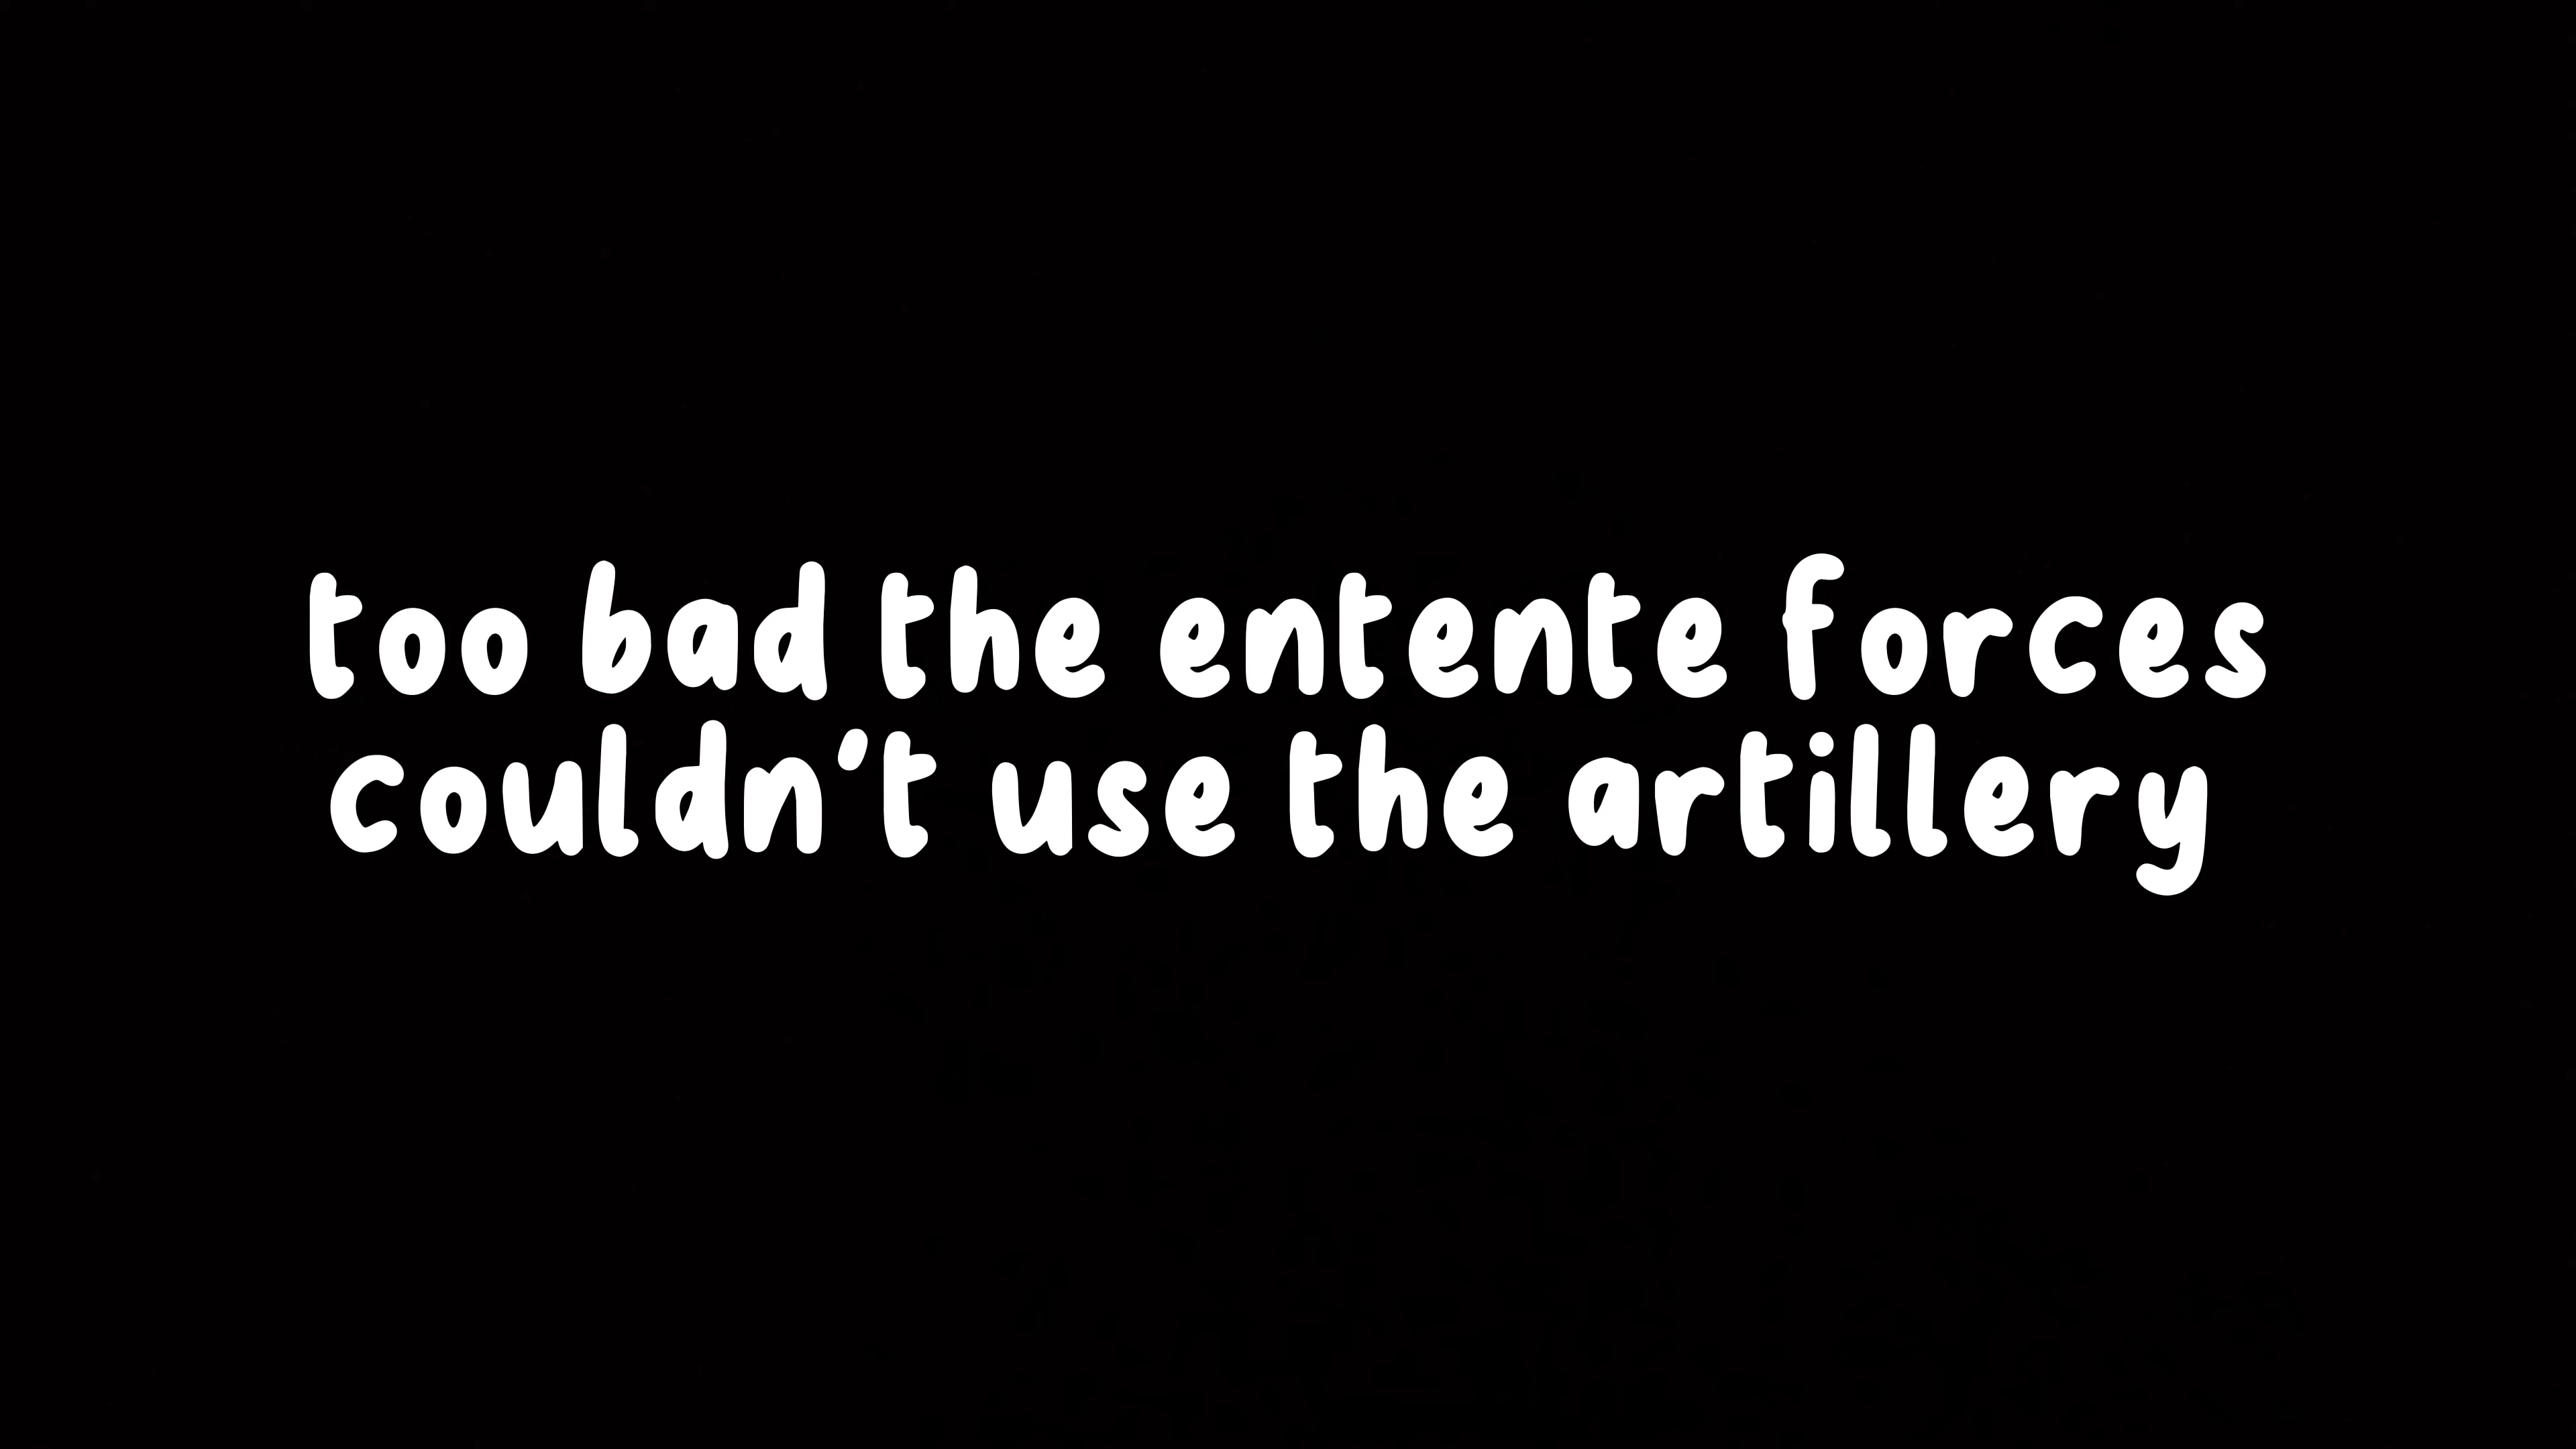 too bad the entente forces
couldn't use the artillery